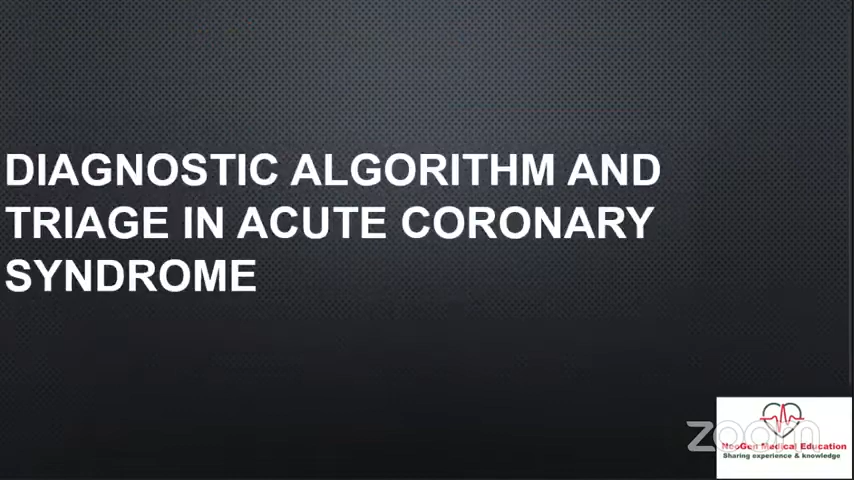 DIAGNOSTIC ALGORITHM AND
TRIAGE IN ACUTE CORONARY
SYNDROME
zoom
NeoGen Medical Education
Sharing experience & knowledge